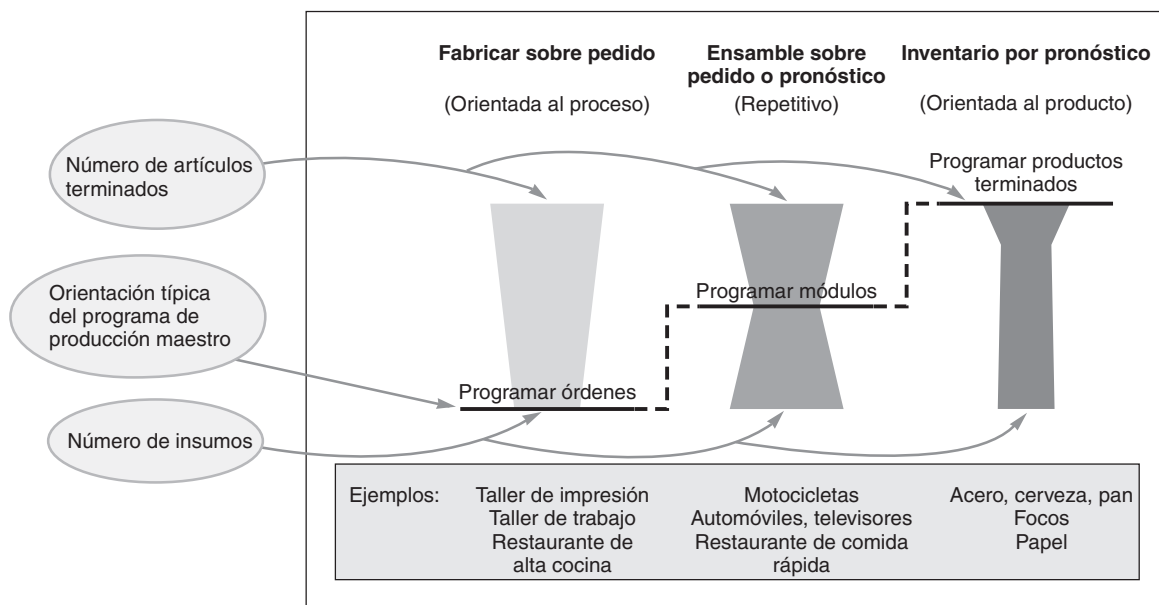 Fabricar sobre pedido
(Orientada al proceso)
Ensamble sobre
pedido o pronóstico
(Repetitivo)
Inventario por pronóstico
(Orientada al producto)
Número de artículos
terminados
Programar productos
terminados
Orientación típica
del programa de
producción maestro
Programar módulos
Programar órdenes
Número de insumos
Ejemplos:
Taller de impresión
Taller de trabajo
Restaurante de
alta cocina
Motocicletas
Automóviles, televisores
Restaurante de comida
rápida
Acero, cerveza, pan
Focos
Papel